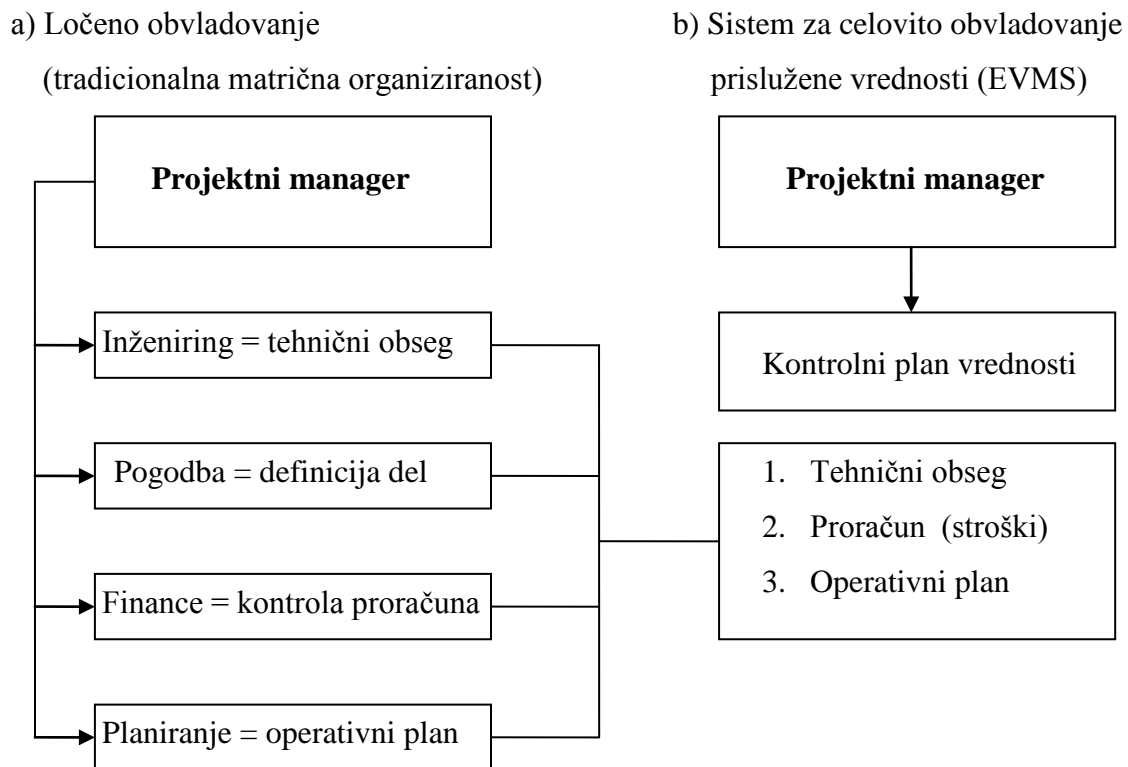 a) Ločeno obvladovanje
(tradicionalna matrična organiziranost)
Projektni manager
Inženiring = tehnični obseg
Pogodba = definicija del
Finance = kontrola proračuna
Planiranje = operativni plan
b) Sistem za celovito obvladovanje
prislužene vrednosti (EVMS)
Projektni manager
Kontrolni plan vrednosti
1. Tehnični obseg
2. Proračun (stroški)
3. Operativni plan